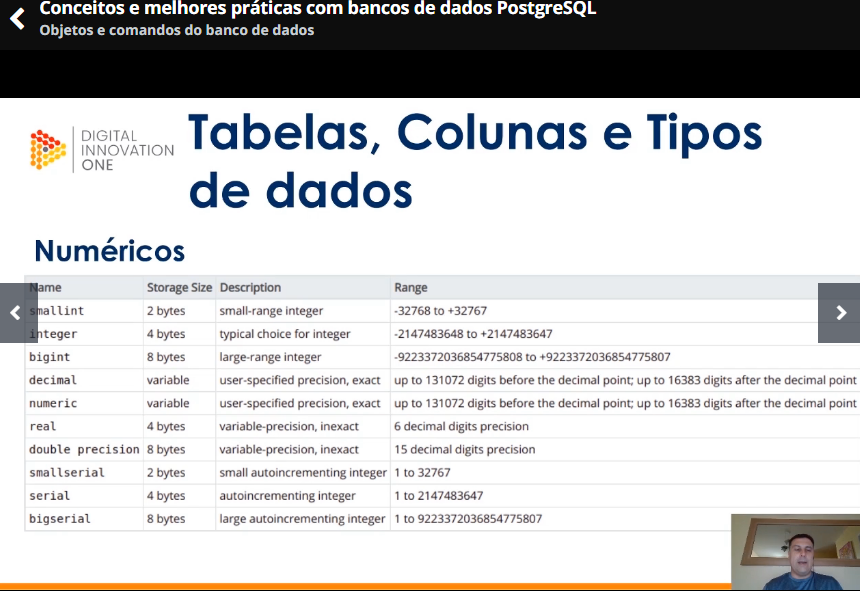 Conceitos e melhores práticas com bancos de dados PostgreSQL
Objetos e comandos do banco de dados
DIGITAL
INNOVATION
ONE
Tabelas, Colunas e Tipos
de dados
Numéricos
Name Storage Size Description Range
smallint 2 bytes small-range integer -32768 to +32767
integer 4 bytes typical choice for integer -2147483648 to +2147483647
bigint 8 bytes large-range integer -9223372036854775808 to +9223372036854775807
decimal variable user-specified precision, exact up to 131072 digits before the decimal point; up to 16383 digits after the decimal point
numeric variable user-specified precision, exact up to 131072 digits before the decimal point; up to 16383 digits after the decimal point
real 4 bytes variable-precision, inexact 6 decimal digits precision
double precision 8 bytes variable-precision, inexact 15 decimal digits precision
smallserial 2 bytes small autoincrementing integer 1 to 32767
serial 4 bytes autoincrementing integer 1 to 2147483647
bigserial 8 bytes large autoincrementing integer 1 to 9223372036854775807